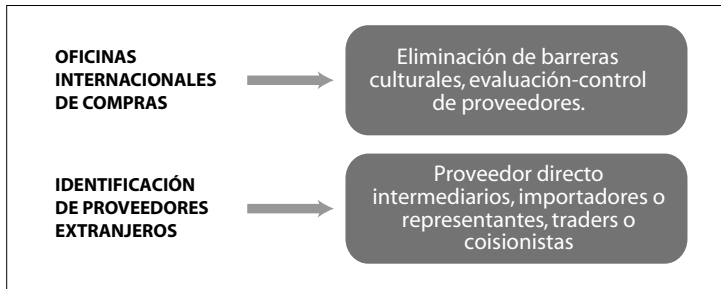 OFICINAS
INTERNACIONALES
DE COMPRAS
Eliminación de barreras
culturales, evaluación-control
de proveedores.
IDENTIFICACIÓN
DE PROVEEDORES
EXTRANJEROS
Proveedor directo
intermediarios, importadores o
representantes, traders o
coisionistas